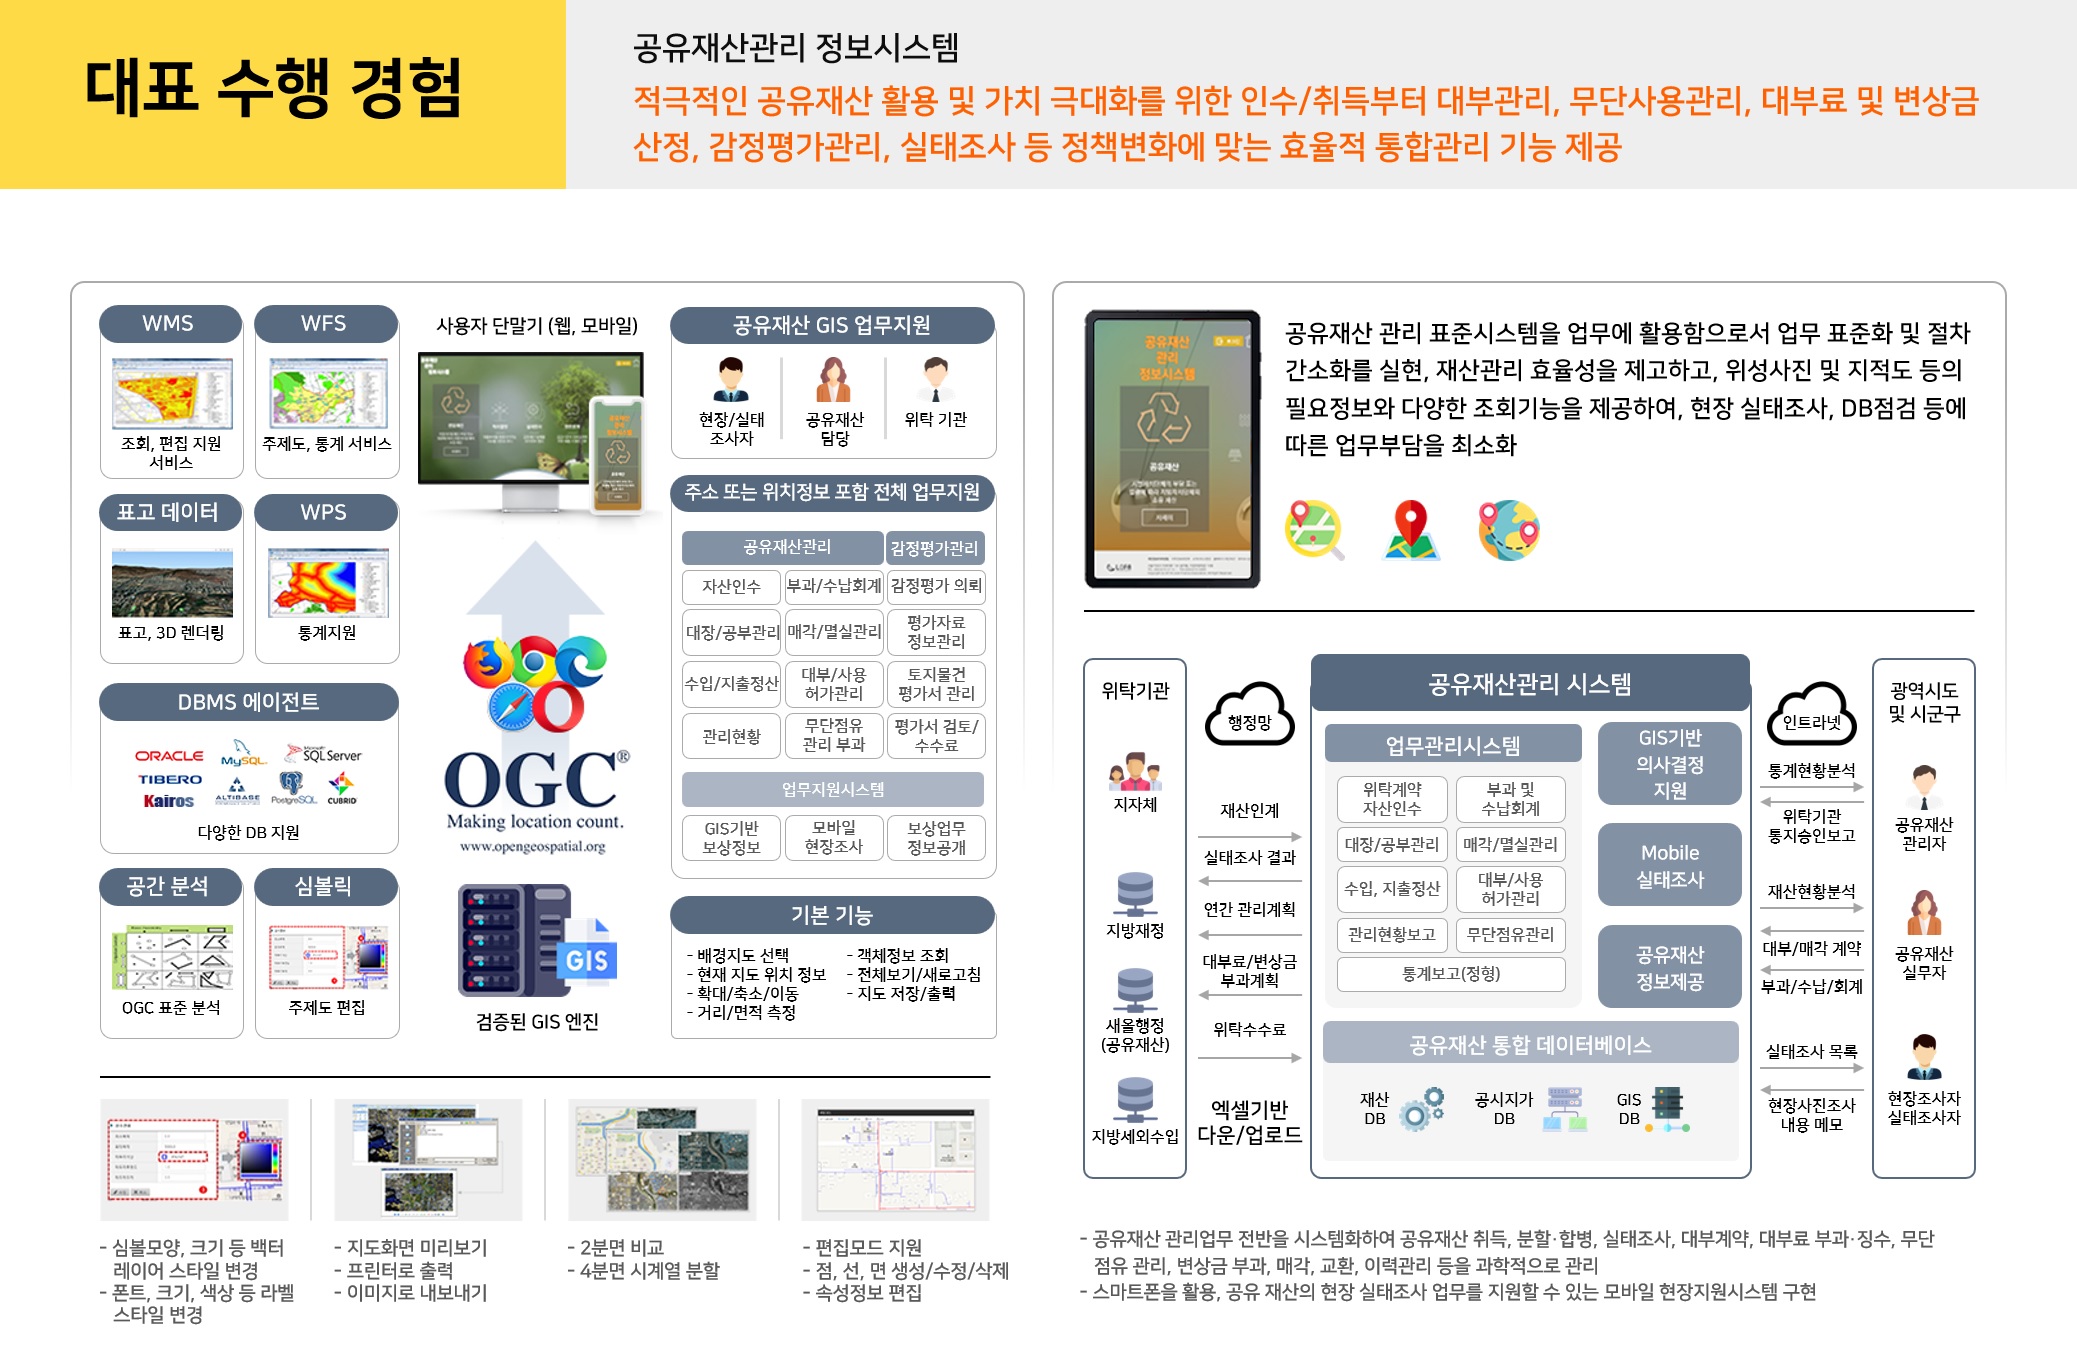 대표 수행 경험
공유재산관리 정보시스템
적극적인 공유재산 활용 및 가치 극대화를 위한 인수/취득부터 대부관리, 무단사용관리, 대부료 및 변상금
산정, 감정평가관리, 실태조사 등 정책변화에 맞는 효율적 통합관리 기능 제공
WMS
조회, 편집 지원
서비스
WFS
주제도, 통계 서비스
표고 데이터
표고, 3D 렌더링
WPS
통계지원
DBMS 에이전트
ORACLE
MySQL
Microsoft
SQL Server
TIBERO
Kairos
ALTIBASE
PostgreSQL
CUBRID
다양한 DB 지원
공간 분석
OGC 표준 분석
심볼릭
주제도 편집
사용자 단말기 (웹, 모바일)
공유재산
관리
정보시스템
OGC®
Making location count.
www.opengeospatial.org
GIS
검증된 GIS 엔진
공유재산 GIS 업무지원
현장/실태
조사자
공유재산
담당
위탁 기관
주소 또는 위치정보 포함 전체 업무지원
공유재산관리
감정평가관리
자산인수
부과/수납회계
감정평가 의뢰
대장/공부관리
매각/멸실관리
평가자료
정보관리
수입/지출정산
대부/사용
허가관리
토지물건
평가서 관리
관리현황
무단점유
관리 부과
평가서 검토/
수수료
업무지원시스템
GIS기반
보상정보
모바일
현장조사
보상업무
정보공개
기본 기능
- 배경지도 선택
- 현재 지도 위치 정보
- 확대/축소/이동
- 거리/면적 측정
- 객체정보 조회
- 전체보기/새로고침
- 지도 저장/출력
- 심볼모양, 크기 등 백터
레이어 스타일 변경
- 폰트, 크기, 색상 등 라벨
스타일 변경
- 지도화면 미리보기
- 프린터로 출력
- 이미지로 내보내기
- 2분면 비교
- 4분면 시계열 분할
- 편집모드 지원
- 점, 선, 면 생성/수정/삭제
- 속성정보 편집
공유재산
관리
정보시스템
공유재산
자세히
공유재산 관리 표준시스템을 업무에 활용함으로서 업무 표준화 및 절차
간소화를 실현, 재산관리 효율성을 제고하고, 위성사진 및 지적도 등의
필요정보와 다양한 조회기능을 제공하여, 현장 실태조사, DB점검 등에
따른 업무부담을 최소화
위탁기관
지자체
지방재정
새올행정
(공유재산)
지방세외수입
행정망
재산인계
실태조사 결과
연간 관리계획
대부료/변상금
부과계획
위탁수수료
엑셀기반
다운/업로드
공유재산관리 시스템
업무관리시스템
위탁계약
자산인수
부과 및
수납회계
대장/공부관리
매각/멸실관리
수입, 지출정산
대부/사용
허가관리
관리현황보고
무단점유관리
통계보고(정형)
GIS기반
의사결정
지원
Mobile
실태조사
공유재산
정보제공
공유재산 통합 데이터베이스
재산
DB
공시지가
DB
GIS
DB
인트라넷
통계현황분석
위탁기관
통지승인보고
재산현황분석
대부/매각 계약
부과/수납/회계
실태조사 목록
현장사진조사
내용 메모
광역시도
및 시군구
공유재산
관리자
공유재산
실무자
현장조사자
실태조사자
- 공유재산 관리업무 전반을 시스템화하여 공유재산 취득, 분할·합병, 실태조사, 대부계약, 대부료 부과·징수, 무단
점유 관리, 변상금 부과, 매각, 교환, 이력관리 등을 과학적으로 관리
- 스마트폰을 활용, 공유 재산의 현장 실태조사 업무를 지원할 수 있는 모바일 현장지원시스템 구현